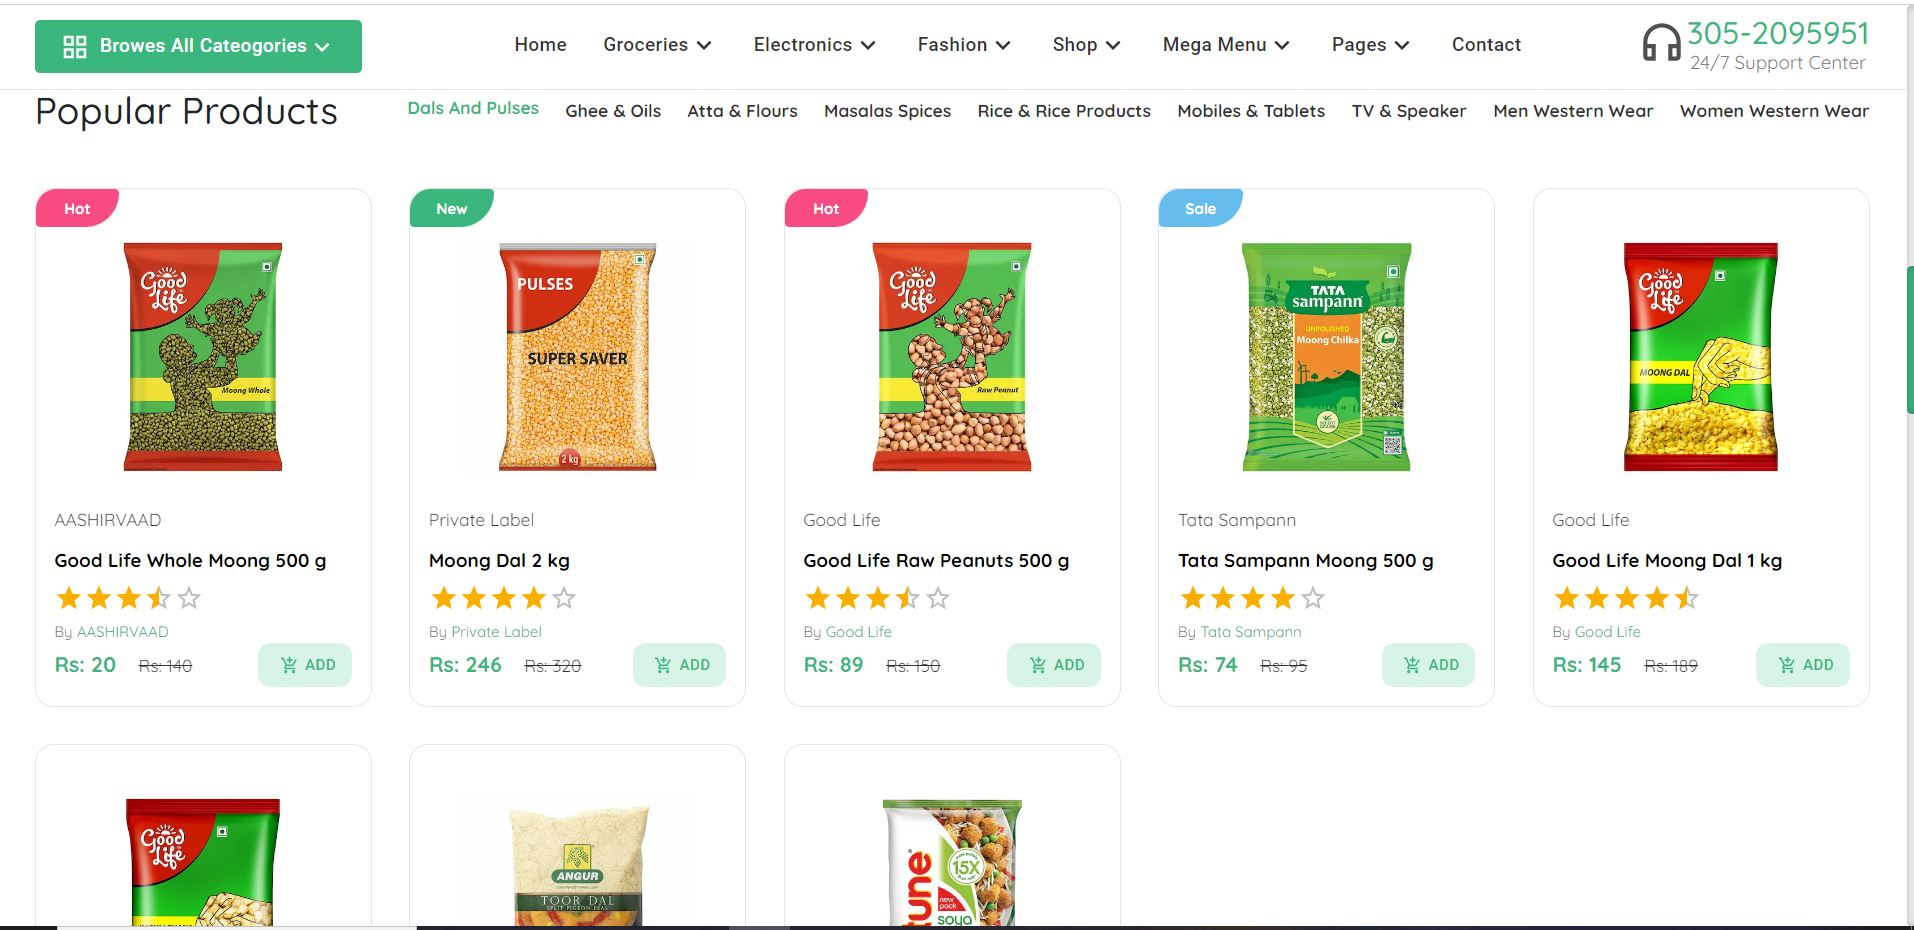 Browes All Cateogories
Home Groceries Electronics Fashion Shop Mega Menu Pages Contact
305-2095951
24/7 Support Center
Popular Products
Dals And Pulses Ghee & Oils Atta & Flours Masalas Spices Rice & Rice Products Mobiles & Tablets TV & Speaker Men Western Wear Women Western Wear
Hot
Good
Life
Moong Whole
AASHIRVAAD
Good Life Whole Moong 500 g
By AASHIRVAAD
Rs: 20 Rs: 140 ADD
New
PULSES
SUPER SAVER
2 kg
Private Label
Moong Dal 2 kg
By Private Label
Rs: 246 Rs: 320 ADD
Hot
Good
Life
Raw Peanut
Good Life
Good Life Raw Peanuts 500 g
By Good Life
Rs: 89 Rs: 150 ADD
Sale
TATA
sampann
UNPOLISHED
Moong Chilka
Tata Sampann
Tata Sampann Moong 500 g
By Tata Sampann
Rs: 74 Rs: 95 ADD
Good
Life
MOONG DAL
Good Life
Good Life Moong Dal 1 kg
By Good Life
Rs: 145 Rs: 189 ADD
Good
Life
ANGUR
TOOR DAL
SPLIT PIGEON PEAS
tune
15X
new
pack
soya